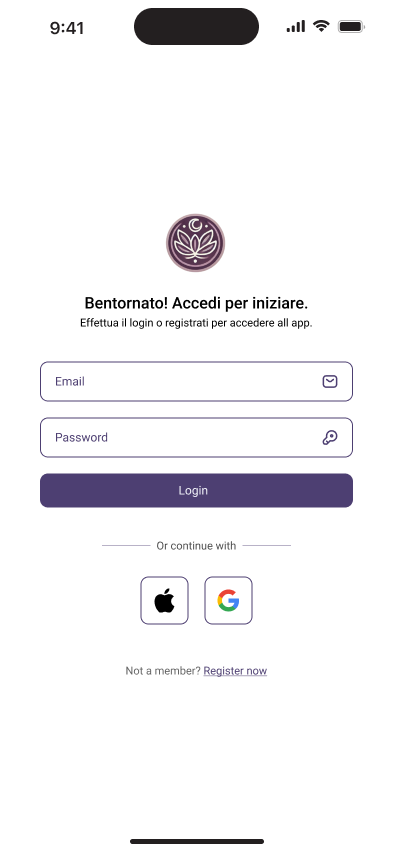 9:41
Bentornato! Accedi per iniziare.
Effettua il login o registrati per accedere all app.
Email
Password
Login
Or continue with
Not a member? Register now